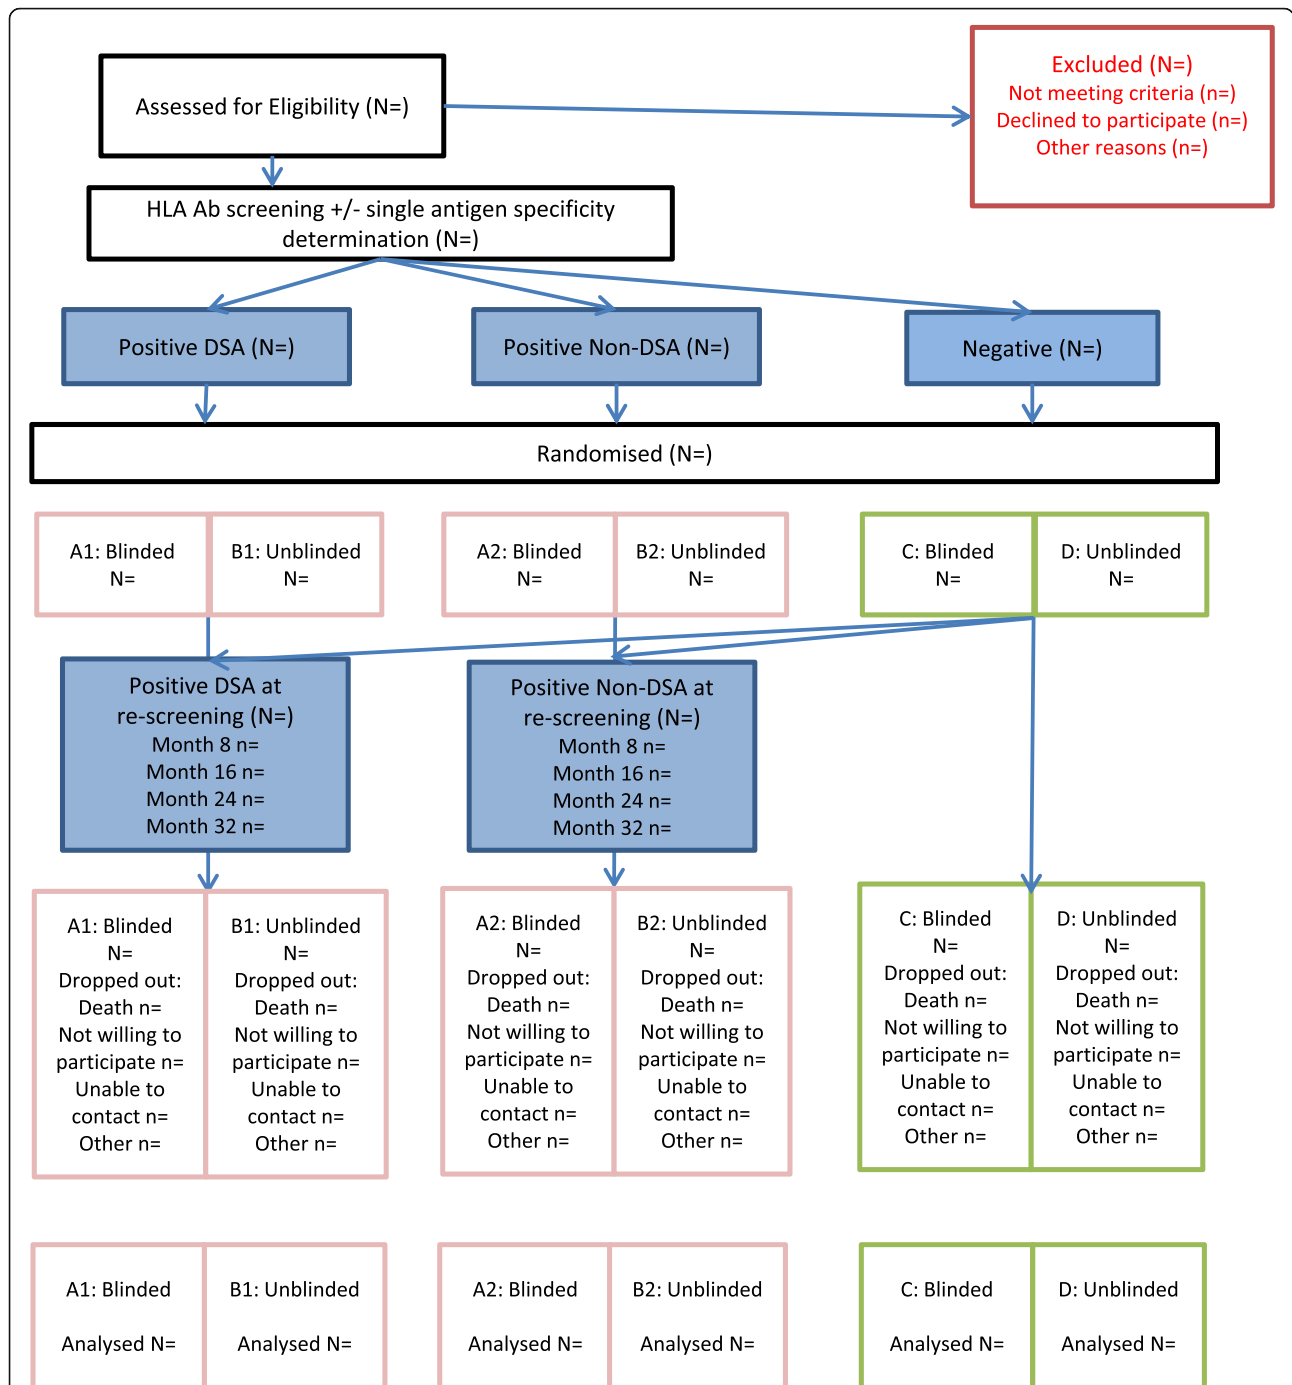 Assessed for Eligibility (N=)
Excluded (N=)
Not meeting criteria (n=)
Declined to participate (n=)
Other reasons (n=)
HLA Ab screening +/- single antigen specificity
determination (N=)
Positive DSA (N=)
Positive Non-DSA (N=)
Negative (N=)
Randomised (N=)
A1: Blinded
N=
B1: Unblinded
N=
A2: Blinded
N=
B2: Unblinded
N=
C: Blinded
N=
D: Unblinded
N=
Positive DSA at
re-screening (N=)
Month 8 n=
Month 16 n=
Month 24 n=
Month 32 n=
Positive Non-DSA at
re-screening (N=)
Month 8 n=
Month 16 n=
Month 24 n=
Month 32 n=
A1: Blinded
N=
Dropped out:
Death n=
Not willing to
participate n=
Unable to
contact n=
Other n=
B1: Unblinded
N=
Dropped out:
Death n=
Not willing to
participate n=
Unable to
contact n=
Other n=
A2: Blinded
N=
Dropped out:
Death n=
Not willing to
participate n=
Unable to
contact n=
Other n=
B2: Unblinded
N=
Dropped out:
Death n=
Not willing to
participate n=
Unable to
contact n=
Other n=
C: Blinded
N=
Dropped out:
Death n=
Not willing to
participate n=
Unable to
contact n=
Other n=
D: Unblinded
N=
Dropped out:
Death n=
Not willing to
participate n=
Unable to
contact n=
Other n=
A1: Blinded
Analysed N=
B1: Unblinded
Analysed N=
A2: Blinded
Analysed N=
B2: Unblinded
Analysed N=
C: Blinded
Analysed N=
D: Unblinded
Analysed N=